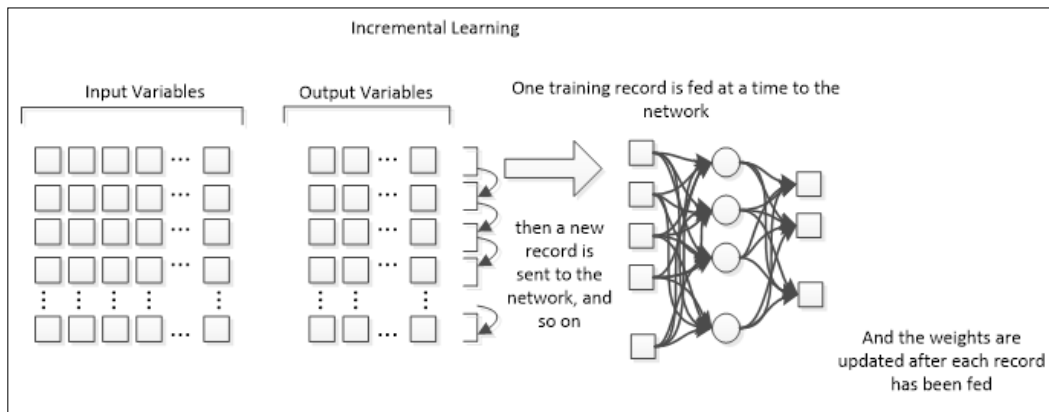 Incremental Learning
Input Variables
Output Variables
One training record is fed at a time to the
network
then a new
record is
sent to the
network, and
so on
And the weights are
updated after each record
has been fed